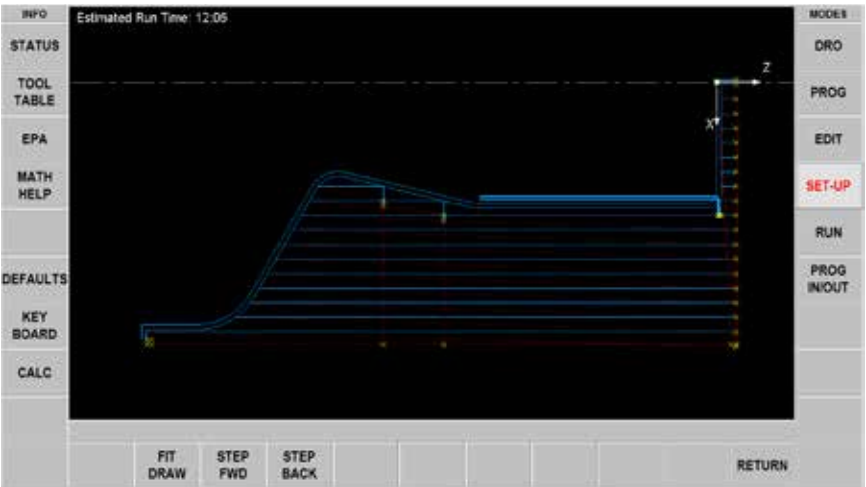 INFO
Estimated Run Time: 12:06
MODES
STATUS
DRO
TOOL
TABLE
PROG
EPA
EDIT
MATH
HELP
SET-UP
RUN
DEFAULTS
PROG
IN/OUT
KEY
BOARD
CALC
Z
X
FIT
DRAW
STEP
FWD
STEP
BACK
RETURN